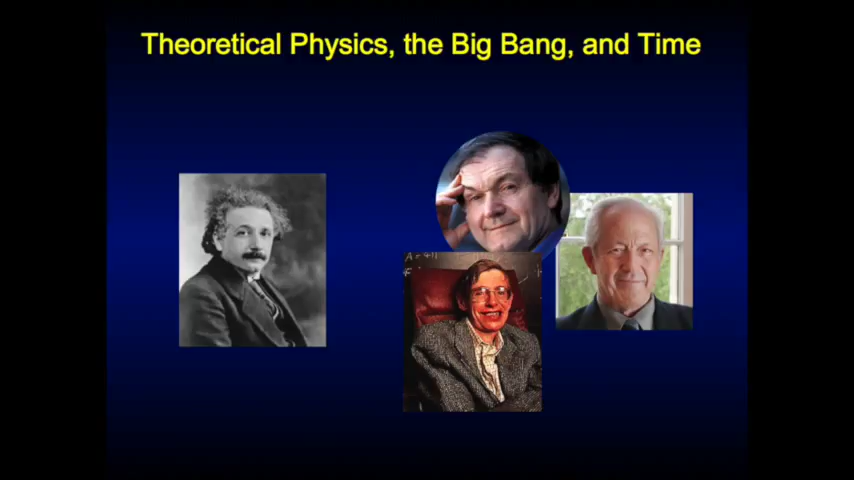 Theoretical Physics, the Big Bang, and Time